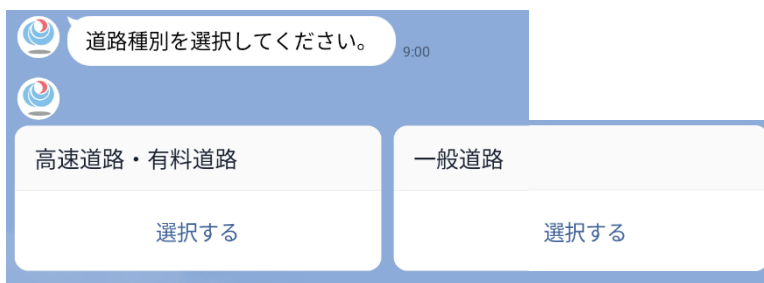 道路種別を選択してください。
9:00
高速道路・有料道路
一般道路
選択する
選択する